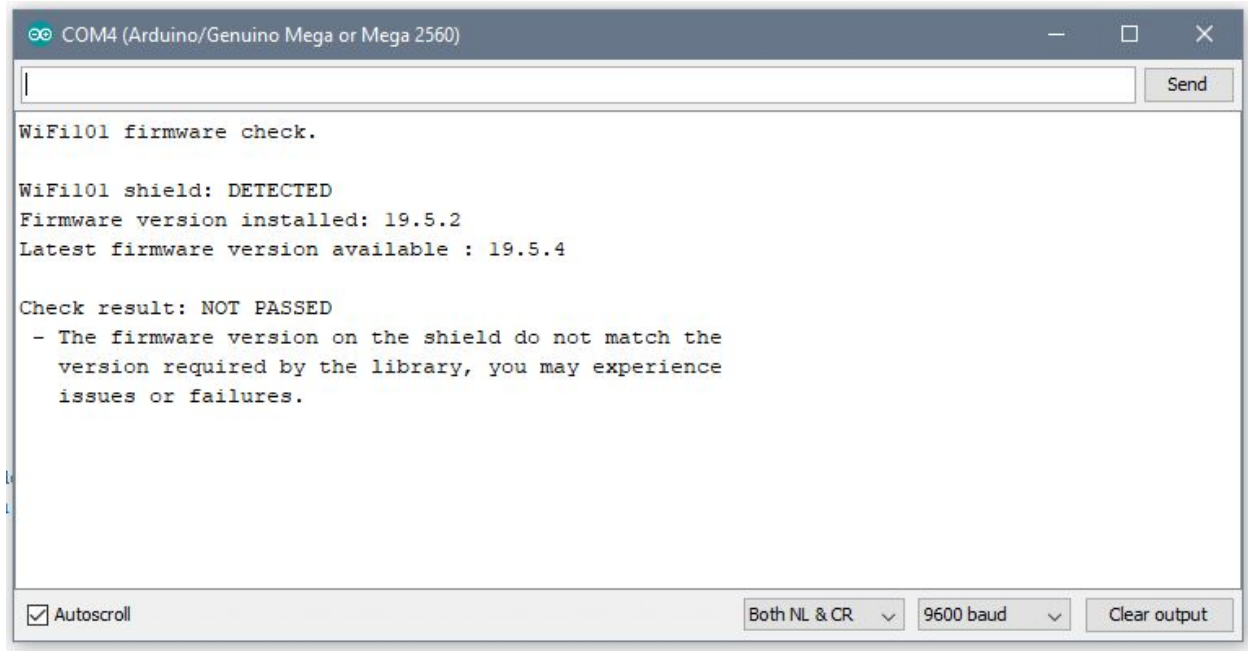 COM4 (Arduino/Genuino Mega or Mega 2560)
Send
WiFi101 firmware check.
WiFi101 shield: DETECTED
Firmware version installed: 19.5.2
Latest firmware version available : 19.5.4
Check result: NOT PASSED
- The firmware version on the shield do not match the
version required by the library, you may experience
issues or failures.
Autoscroll
Both NL & CR
9600 baud
Clear output